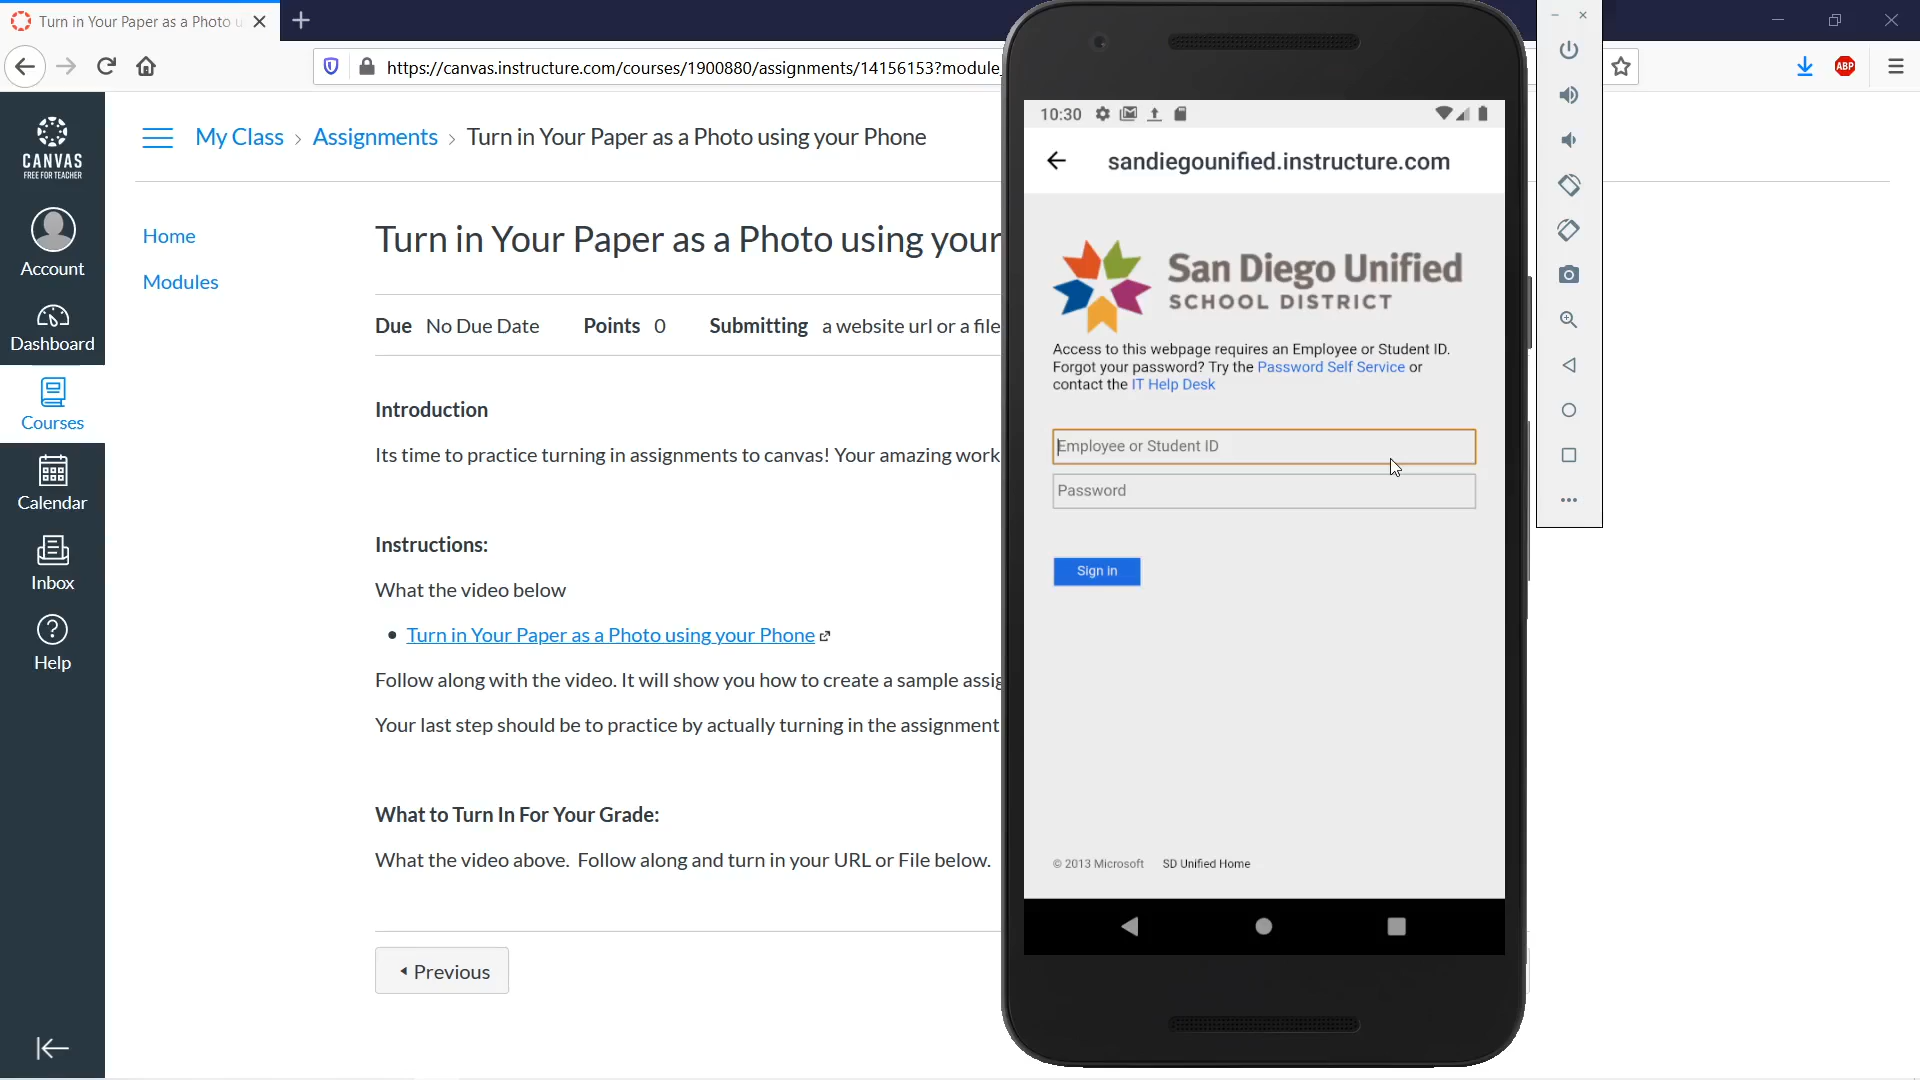 Turn in Your Paper as a Photo u
https://canvas.instructure.com/courses/1900880/assignments/14156153?module_
ABP
CANVAS
FREE FOR TEACHER
Account
Dashboard
Courses
Calendar
Inbox
Help
My Class › Assignments › Turn in Your Paper as a Photo using your Phone
Home
Modules
Turn in Your Paper as a Photo using your
Due No Due Date Points 0 Submitting a website url or a file
Introduction
Its time to practice turning in assignments to canvas! Your amazing work
Instructions:
What the video below
• Turn in Your Paper as a Photo using your Phone
Follow along with the video. It will show you how to create a sample assig
Your last step should be to practice by actually turning in the assignment
What to Turn In For Your Grade:
What the video above. Follow along and turn in your URL or File below.
Previous
10:30
sandiegounified.instructure.com
San Diego Unified
SCHOOL DISTRICT
Access to this webpage requires an Employee or Student ID.
Forgot your password? Try the Password Self Service or
contact the IT Help Desk
Employee or Student ID
Password
Sign in
© 2013 Microsoft SD Unified Home